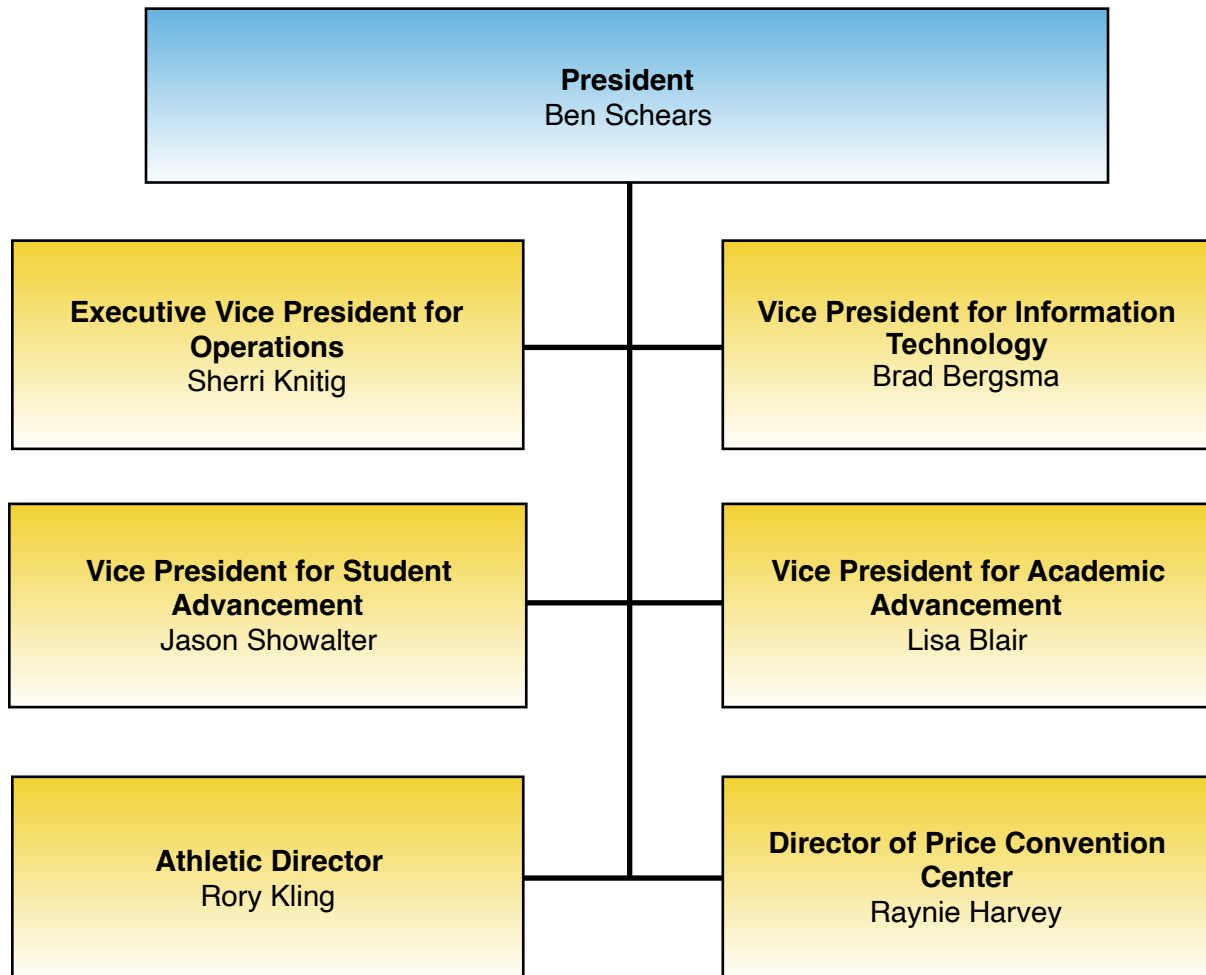 President
Ben Schears
Executive Vice President for
Operations
Sherri Knitig
Vice President for Information
Technology
Brad Bergsma
Vice President for Student
Advancement
Jason Showalter
Vice President for Academic
Advancement
Lisa Blair
Athletic Director
Rory Kling
Director of Price Convention
Center
Raynie Harvey